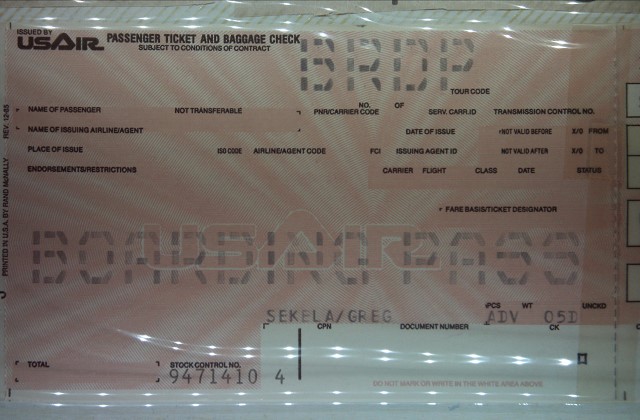 ISSUED BY
USAIR PASSENGER TICKET AND BAGGAGE CHECK
SUBJECT TO CONDITIONS OF CONTRACT
BRDP
TOUR CODE
NO. OF
NAME OF PASSENGER NOT TRANSFERABLE PNR/CARRIER CODE SERV. CARR.ID TRANSMISSION CONTROL NO.
NAME OF ISSUING AIRLINE/AGENT DATE OF ISSUE NOT VALID BEFORE X/O FROM
PLACE OF ISSUE ISO CODE AIRLINE/AGENT CODE FCI ISSUING AGENT ID NOT VALID AFTER X/O TO
ENDORSEMENTS/RESTRICTIONS CARRIER FLIGHT CLASS DATE STATUS
FARE BASIS/TICKET DESIGNATOR
USAIR
BOARDING PASS
PCS WT UNCKD
SEKELA/GREG ADV 05D
CPN DOCUMENT NUMBER CK
TOTAL STOCK CONTROL NO.
9471410 4
DO NOT MARK OR WRITE IN THE WHITE AREA ABOVE
PRINTED IN U.S.A. BY RAND McNALLY REV. 12-85